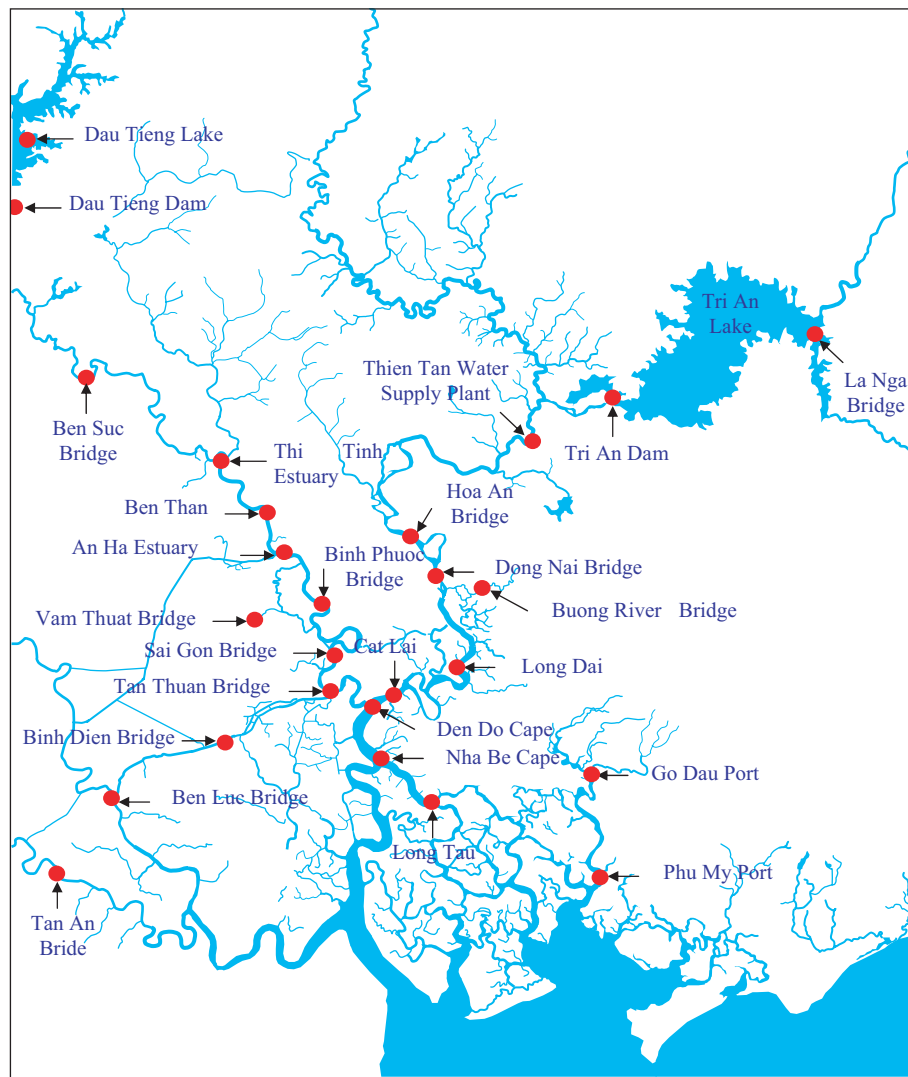 Dau Tieng Lake
Dau Tieng Dam
Tri An
Lake
Thien Tan Water
Supply Plant
La Nga
Bridge
Ben Suc
Bridge
Thi Tinh
Estuary
Tri An Dam
Hoa An
Bridge
Ben Than
An Ha Estuary
Binh Phuoc
Bridge
Dong Nai Bridge
Buong River Bridge
Vam Thuat Bridge
Sai Gon Bridge
Cat Lai
Long Dai
Tan Thuan Bridge
Den Do Cape
Binh Dien Bridge
Nha Be Cape
Go Dau Port
Ben Luc Bridge
Long Tau
Phu My Port
Tan An
Bride